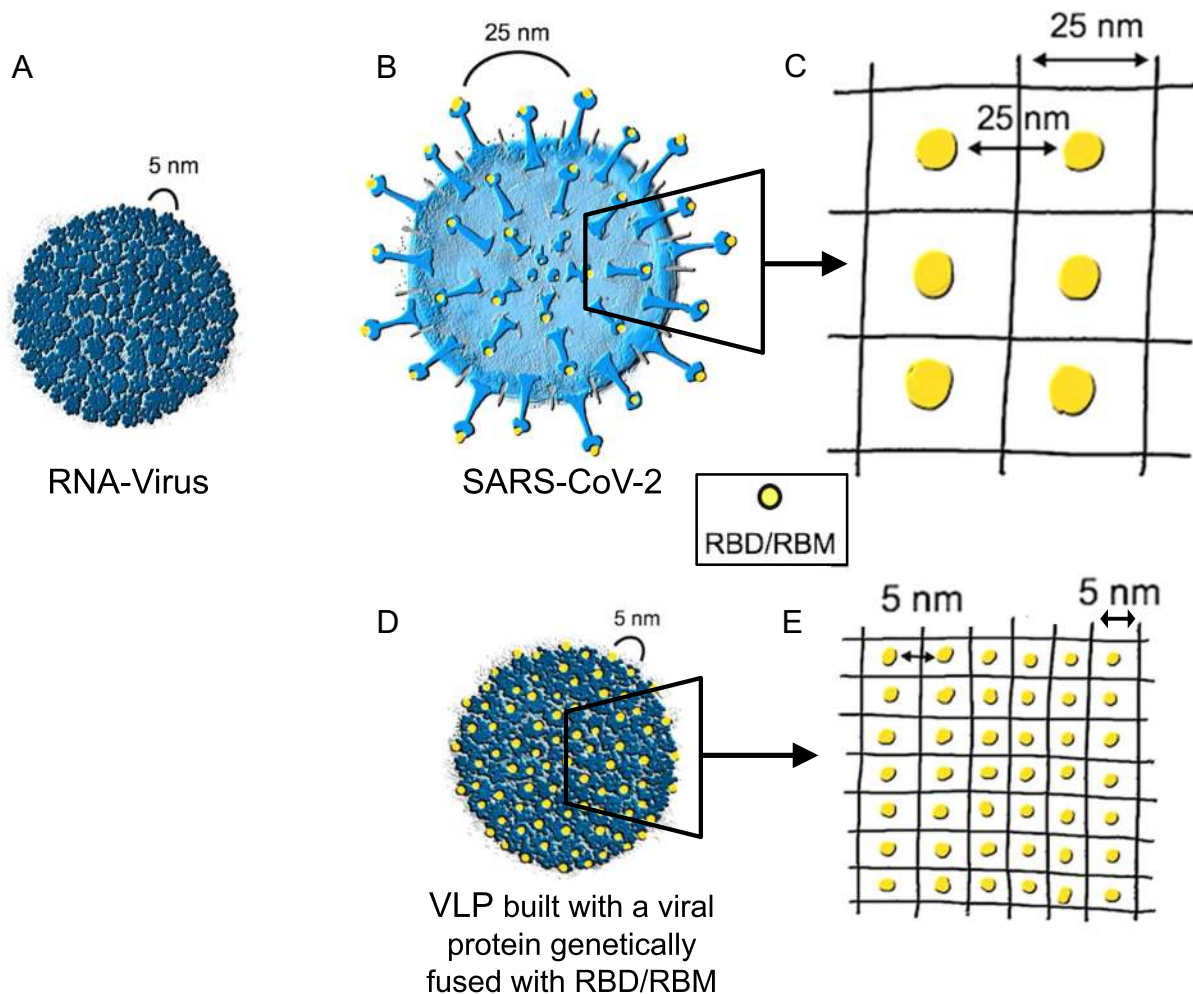 A
5 nm
RNA-Virus
B
25 nm
SARS-CoV-2
C
25 nm
25 nm
RBD/RBM
D
5 nm
VLP built with a viral
protein genetically
fused with RBD/RBM
E
5 nm
5 nm